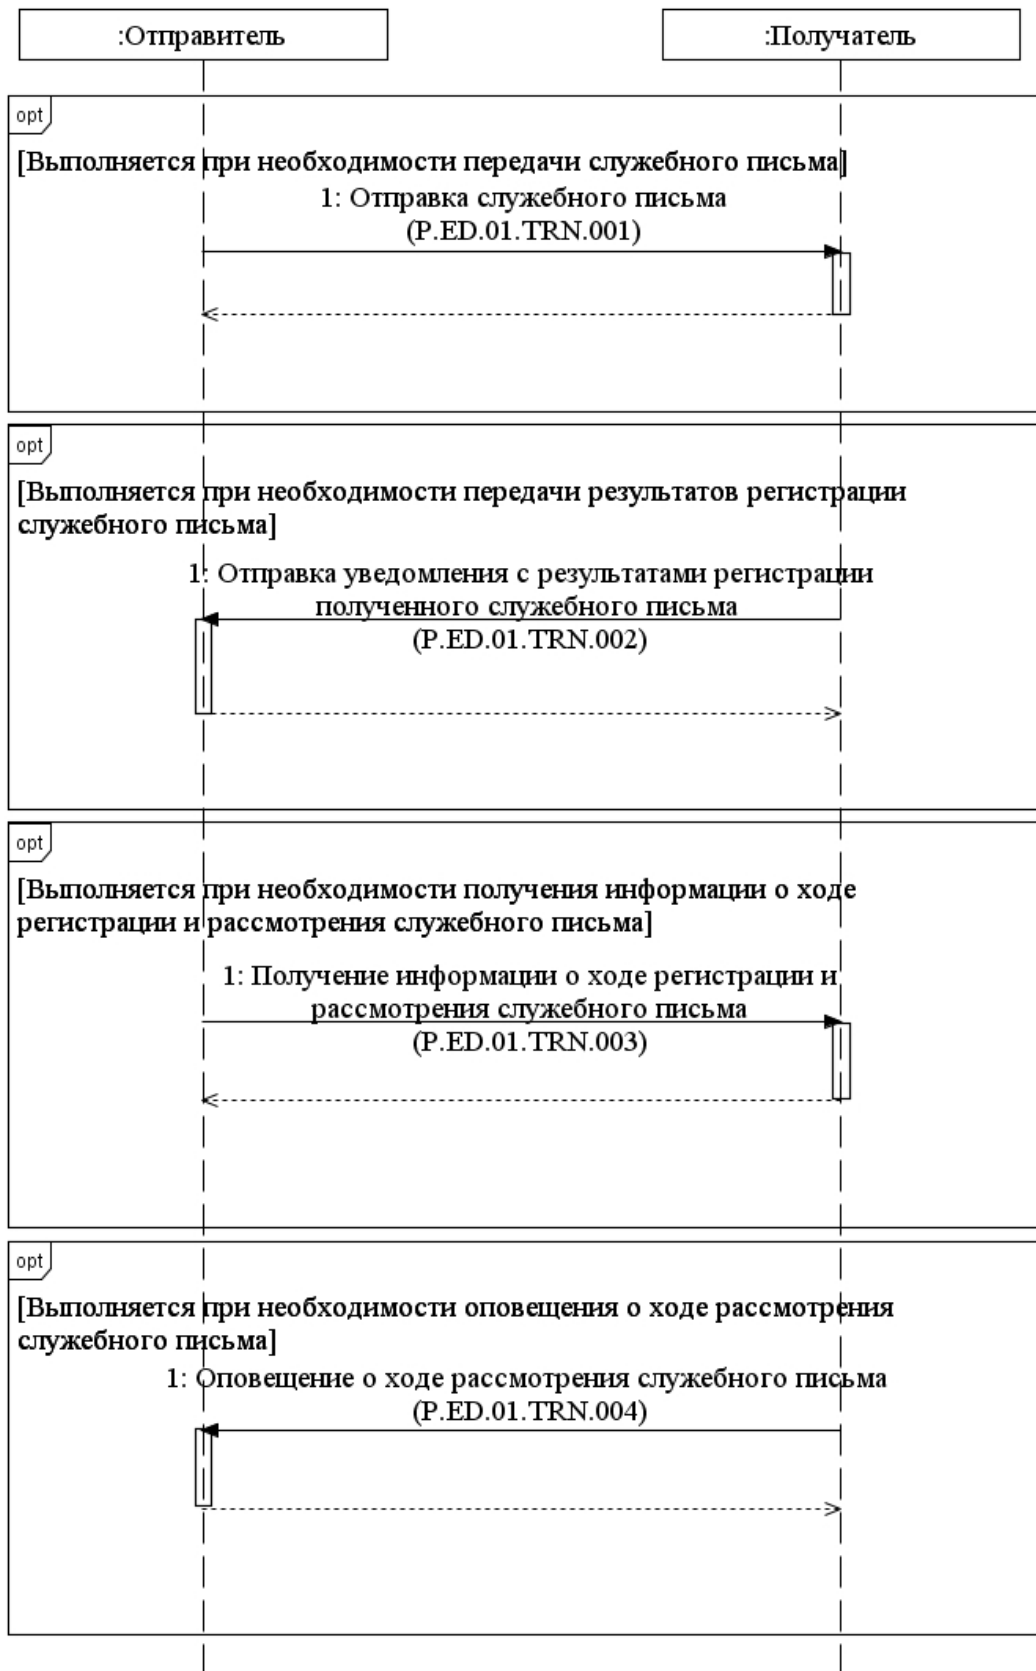 :Отправитель
:Получатель
opt
[Выполняется при необходимости передачи служебного письма]
1: Отправка служебного письма
(P.ED.01.TRN.001)
opt
[Выполняется при необходимости передачи результатов регистрации
служебного письма]
1: Отправка уведомления с результатами регистрации
полученного служебного письма
(P.ED.01.TRN.002)
opt
[Выполняется при необходимости получения информации о ходе
регистрации и рассмотрения служебного письма]
1: Получение информации о ходе регистрации и
рассмотрения служебного письма
(P.ED.01.TRN.003)
opt
[Выполняется при необходимости оповещения о ходе рассмотрения
служебного письма]
1: Оповещение о ходе рассмотрения служебного письма
(P.ED.01.TRN.004)